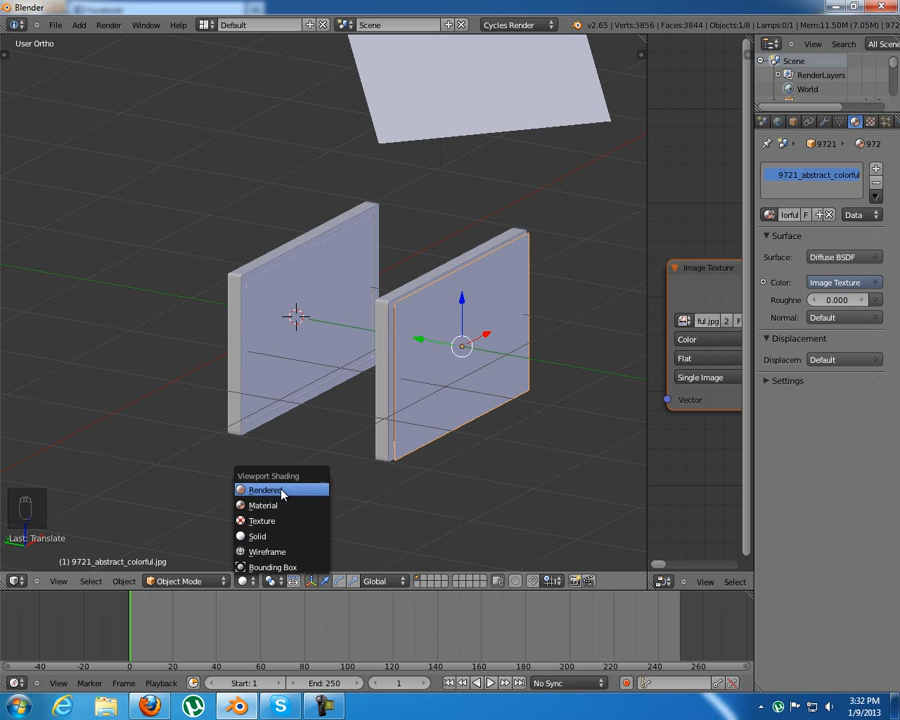 Blender
File Add Render Window Help Default Scene Cycles Render v2.65 | Verts:3856 | Faces:3844 | Objects:1/8 | Lamps:0/1 | Mem:11.50M (7.05M) | 972
User Ortho
View Search All Scene
Scene
RenderLayers
World
9721 972
9721_abstract_colorful
lorful F Data
Surface
Surface: Diffuse BSDF
Color: Image Texture
Roughne 0.000
Normal: Default
Displacement
Displacem Default
Settings
Image Texture
ful.jpg 2 F
Color
Flat
Single Image
Vector
Viewport Shading
Rendered
Material
Texture
Solid
Wireframe
Bounding Box
Last: Translate
(1) 9721_abstract_colorful.jpg
View Select Object Object Mode Global View Select
-40 -20 0 20 40 60 80 100 120 140 160 180 200 220 240 260
View Marker Frame Playback Start: 1 End: 250 1 No Sync
3:32 PM
1/9/2013